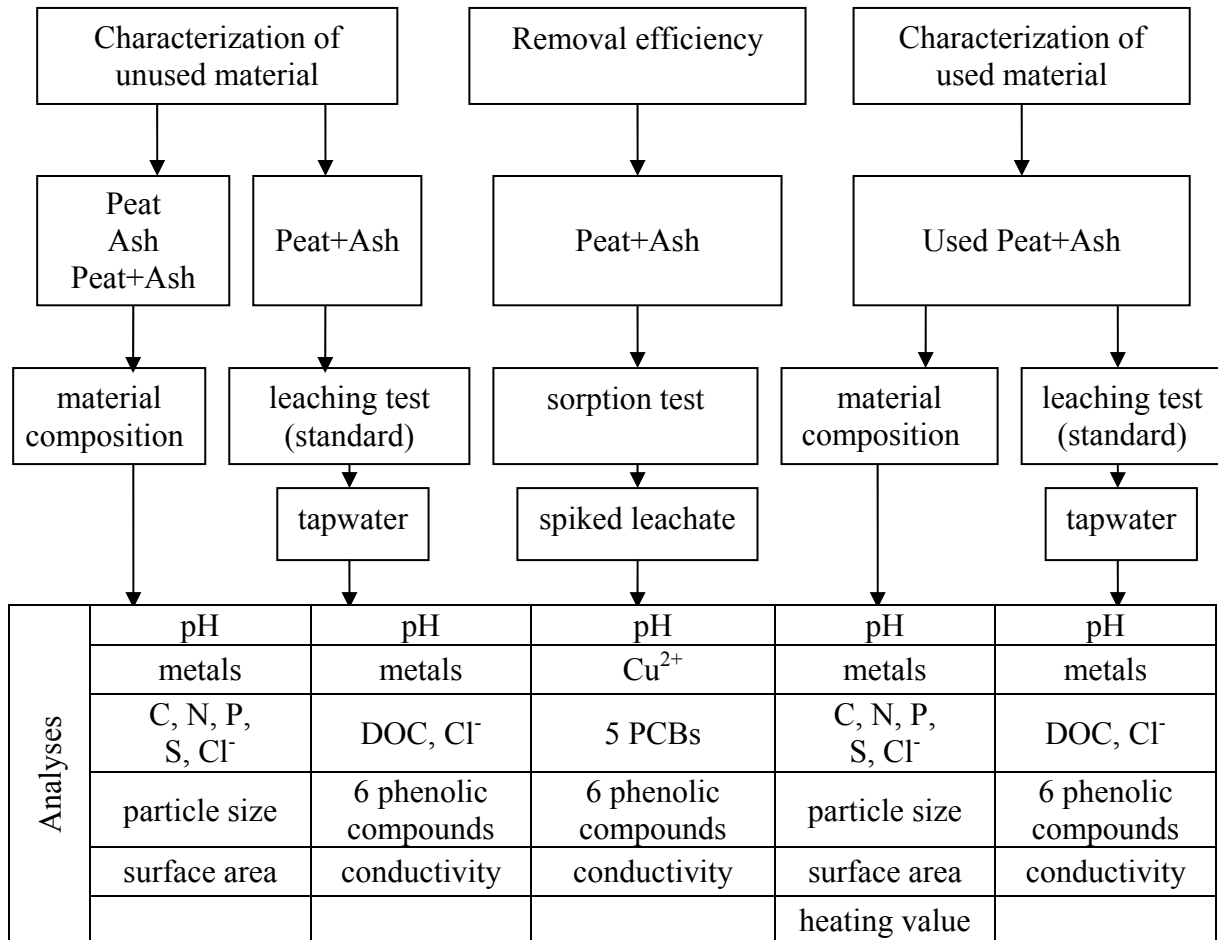 Characterization of
unused material
Removal efficiency
Characterization of
used material
Peat
Ash
Peat+Ash
Peat+Ash
Peat+Ash
Used Peat+Ash
material
composition
leaching test
(standard)
sorption test
material
composition
leaching test
(standard)
tapwater
spiked leachate
tapwater
Analyses
pH
pH
pH
pH
pH
metals
metals
Cu²⁺
metals
metals
C, N, P,
S, Cl⁻
DOC, Cl⁻
5 PCBs
C, N, P,
S, Cl⁻
DOC, Cl⁻
particle size
6 phenolic
compounds
6 phenolic
compounds
particle size
6 phenolic
compounds
surface area
conductivity
conductivity
surface area
conductivity
heating value